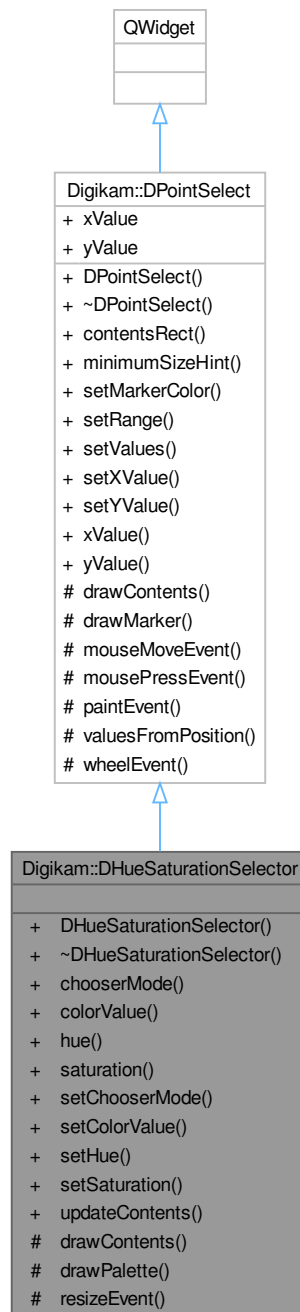 QWidget
Digikam::DPointSelect
+ xValue
+ yValue
+ DPointSelect()
+ ~DPointSelect()
+ contentsRect()
+ minimumSizeHint()
+ setMarkerColor()
+ setRange()
+ setValues()
+ setXValue()
+ setYValue()
+ xValue()
+ yValue()
# drawContents()
# drawMarker()
# mouseMoveEvent()
# mousePressEvent()
# paintEvent()
# valuesFromPosition()
# wheelEvent()
Digikam::DHueSaturationSelector
+ DHueSaturationSelector()
+ ~DHueSaturationSelector()
+ chooserMode()
+ colorValue()
+ hue()
+ saturation()
+ setChooserMode()
+ setColorValue()
+ setHue()
+ setSaturation()
+ updateContents()
# drawContents()
# drawPalette()
# resizeEvent()